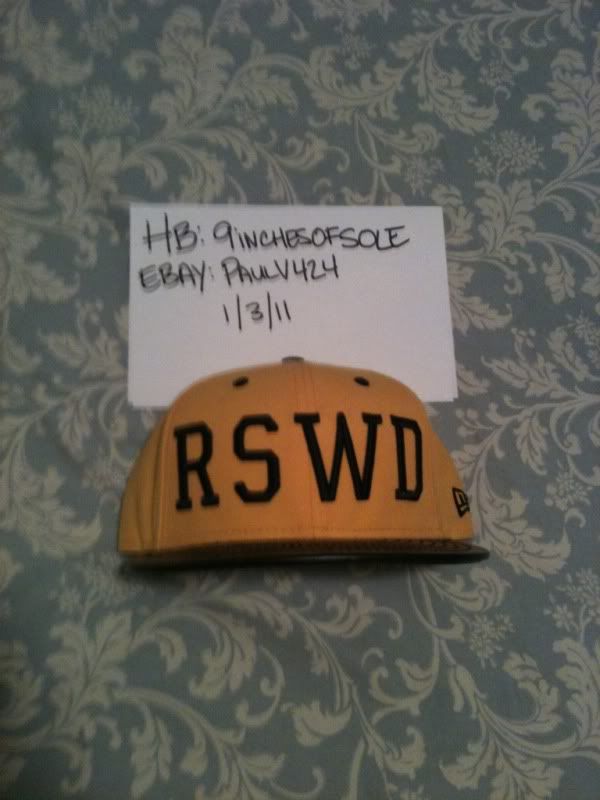 HB: 9INCHESOFSOLE
EBAY: PAULV424
1/3/11
RSWD